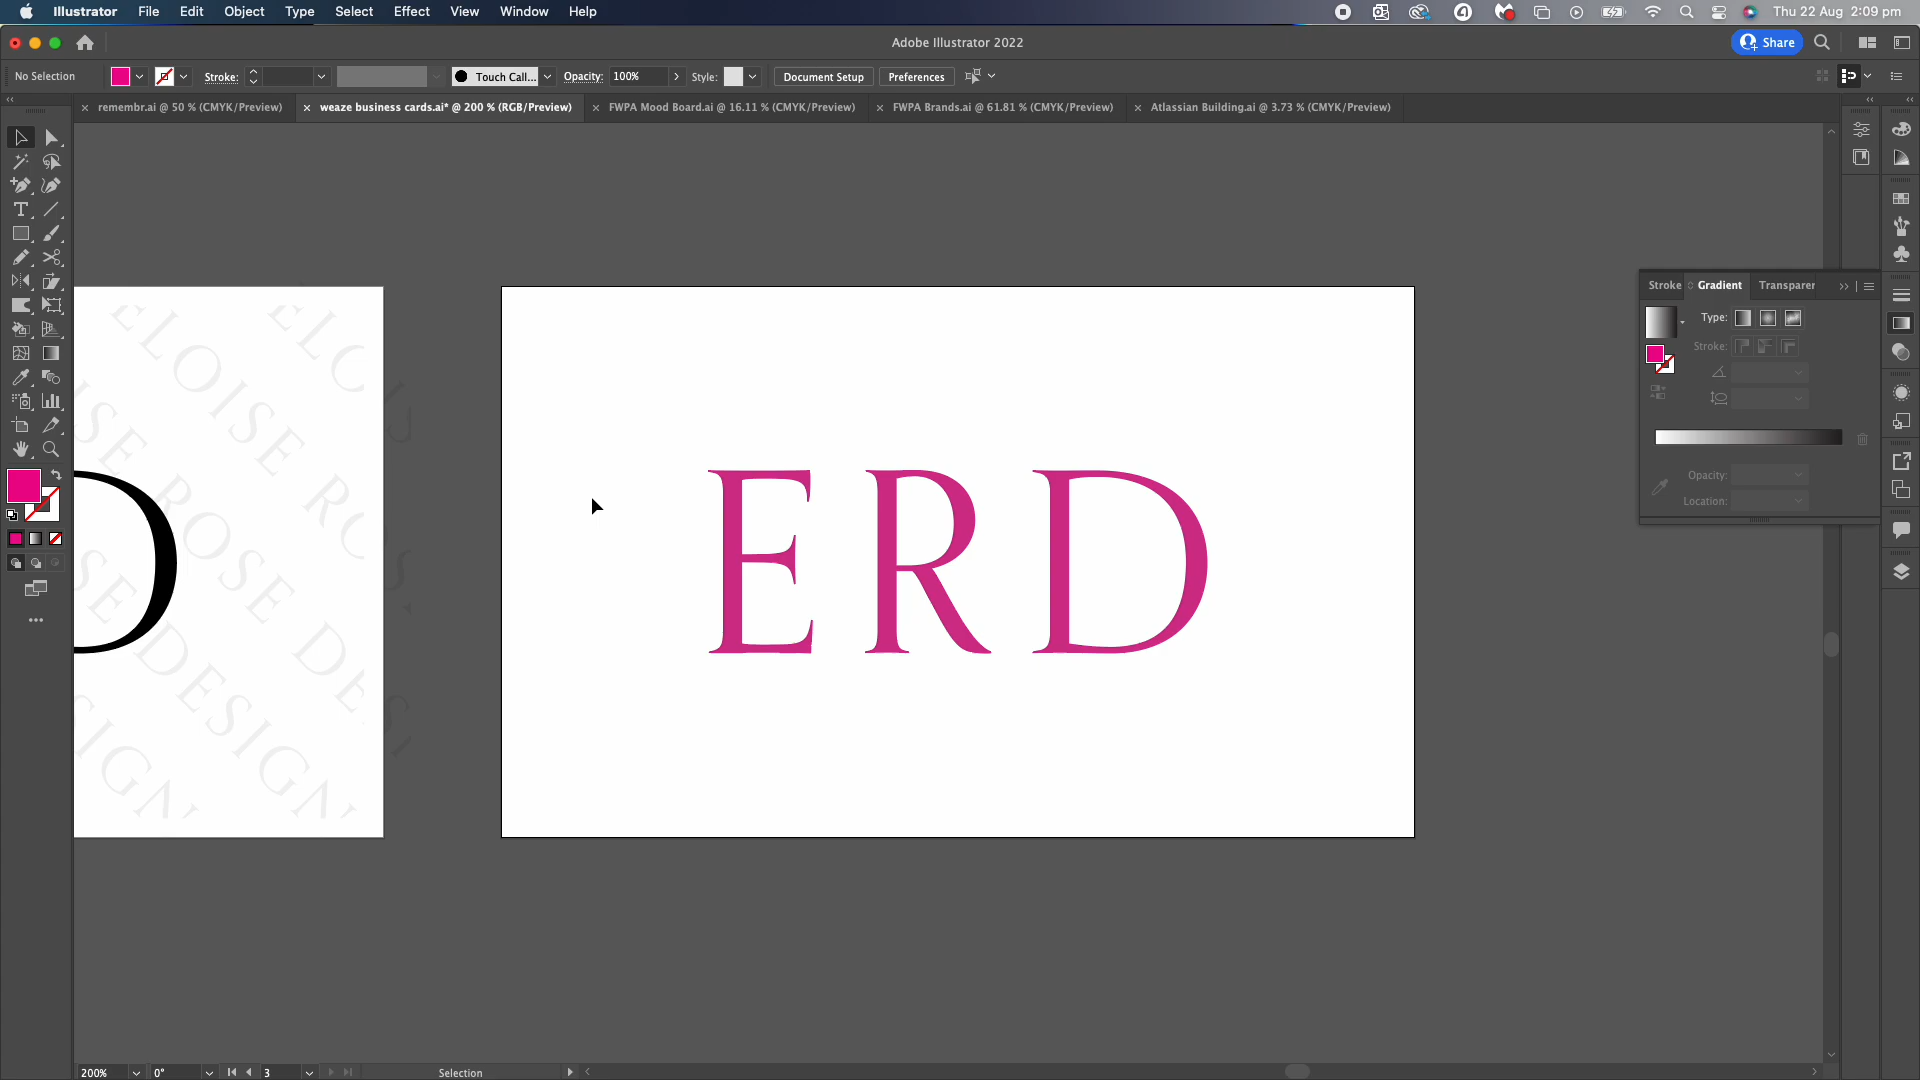 Illustrator File Edit Object Type Select Effect View Window Help
Thu 22 Aug 2:09 pm
Adobe Illustrator 2022
Share
No Selection
Stroke:
Touch Call...
Opacity: 100%
Style:
Document Setup
Preferences
remembr.ai @ 50 % (CMYK/Preview)
weaze business cards.ai* @ 200 % (RGB/Preview)
FWPA Mood Board.ai @ 16.11 % (CMYK/Preview)
FWPA Brands.ai @ 61.81 % (CMYK/Preview)
Atlassian Building.ai @ 3.73 % (CMYK/Preview)
ELOISE
ROSE DESIGN
D
ERD
Stroke Gradient Transparen
Type:
Stroke:
Opacity:
Location:
200% 0° 3 Selection